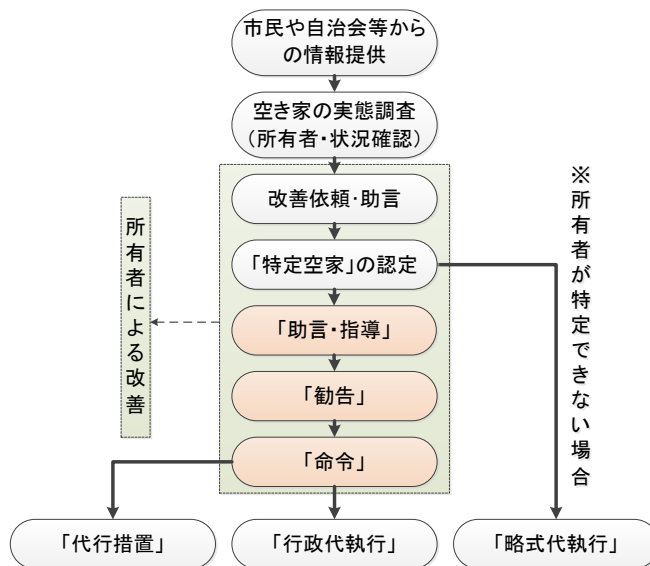 市民や自治会等から
の情報提供
空き家の実態調査
（所有者・状況確認）
改善依頼・助言
「特定空家」の認定
「助言・指導」
「勧告」
「命令」
所有者による改善
※所有者が特定できない場合
「代行措置」
「行政代執行」
「略式代執行」